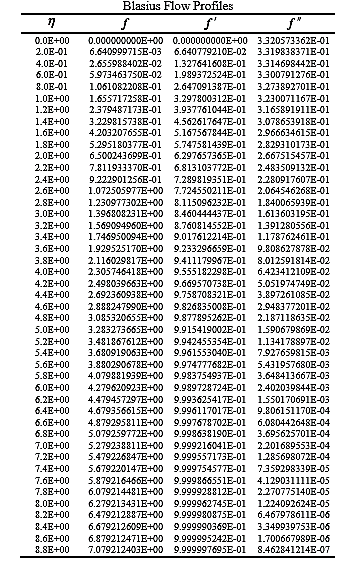 Blasius Flow Profiles
η f f' f''
0.0E+00 0.000000000E+00 0.000000000E+00 3.320573362E-01
2.0E-01 6.640999715E-03 6.640779210E-02 3.319838371E-01
4.0E-01 2.655988402E-02 1.327641608E-01 3.314698442E-01
6.0E-01 5.973463750E-02 1.989372524E-01 3.300791276E-01
8.0E-01 1.061082208E-01 2.647091387E-01 3.273892701E-01
1.0E+00 1.655717258E-01 3.297800312E-01 3.230071167E-01
1.2E+00 2.379487173E-01 3.937761044E-01 3.165891911E-01
1.4E+00 3.229815738E-01 4.562617647E-01 3.078653918E-01
1.6E+00 4.203207655E-01 5.167567844E-01 2.966634615E-01
1.8E+00 5.295180377E-01 5.747581439E-01 2.829310173E-01
2.0E+00 6.500243699E-01 6.297657365E-01 2.667515457E-01
2.2E+00 7.811933370E-01 6.813103772E-01 2.483509132E-01
2.4E+00 9.222901256E-01 7.289819351E-01 2.280917607E-01
2.6E+00 1.072505977E+00 7.724550211E-01 2.064546268E-01
2.8E+00 1.230977302E+00 8.115096232E-01 1.840065939E-01
3.0E+00 1.396808231E+00 8.460444437E-01 1.613603195E-01
3.2E+00 1.569094960E+00 8.760814552E-01 1.391280556E-01
3.4E+00 1.746950094E+00 9.017612214E-01 1.178762461E-01
3.6E+00 1.929525170E+00 9.233296659E-01 9.808627878E-02
3.8E+00 2.116029817E+00 9.411179967E-01 8.012591814E-02
4.0E+00 2.305746418E+00 9.555182298E-01 6.423412109E-02
4.2E+00 2.498039663E+00 9.669570738E-01 5.051974749E-02
4.4E+00 2.692360938E+00 9.758708321E-01 3.897261085E-02
4.6E+00 2.888247990E+00 9.826835008E-01 2.948377201E-02
4.8E+00 3.085320655E+00 9.877895262E-01 2.187118635E-02
5.0E+00 3.283273665E+00 9.915419002E-01 1.590679869E-02
5.2E+00 3.481867612E+00 9.942455354E-01 1.134178897E-02
5.4E+00 3.680919063E+00 9.961553040E-01 7.927659815E-03
5.6E+00 3.880290678E+00 9.974777682E-01 5.431957680E-03
5.8E+00 4.079881939E+00 9.983754937E-01 3.648413667E-03
6.0E+00 4.279620923E+00 9.989728724E-01 2.402039844E-03
6.2E+00 4.479457297E+00 9.993625417E-01 1.550170691E-03
6.4E+00 4.679355615E+00 9.996117017E-01 9.806151170E-04
6.6E+00 4.879295811E+00 9.997678702E-01 6.080442648E-04
6.8E+00 5.079259772E+00 9.998638190E-01 3.695625701E-04
7.0E+00 5.279238811E+00 9.999216041E-01 2.201689553E-04
7.2E+00 5.479226847E+00 9.999557173E-01 1.285698072E-04
7.4E+00 5.679220147E+00 9.999754577E-01 7.359298339E-05
7.6E+00 5.879216466E+00 9.999866551E-01 4.129031111E-05
7.8E+00 6.079214481E+00 9.999928812E-01 2.270775140E-05
8.0E+00 6.279213431E+00 9.999962745E-01 1.224092624E-05
8.2E+00 6.479212887E+00 9.999980875E-01 6.467978611E-06
8.4E+00 6.679212609E+00 9.999990369E-01 3.349939753E-06
8.6E+00 6.879212471E+00 9.999995242E-01 1.700667989E-06
8.8E+00 7.079212403E+00 9.999997695E-01 8.462841214E-07